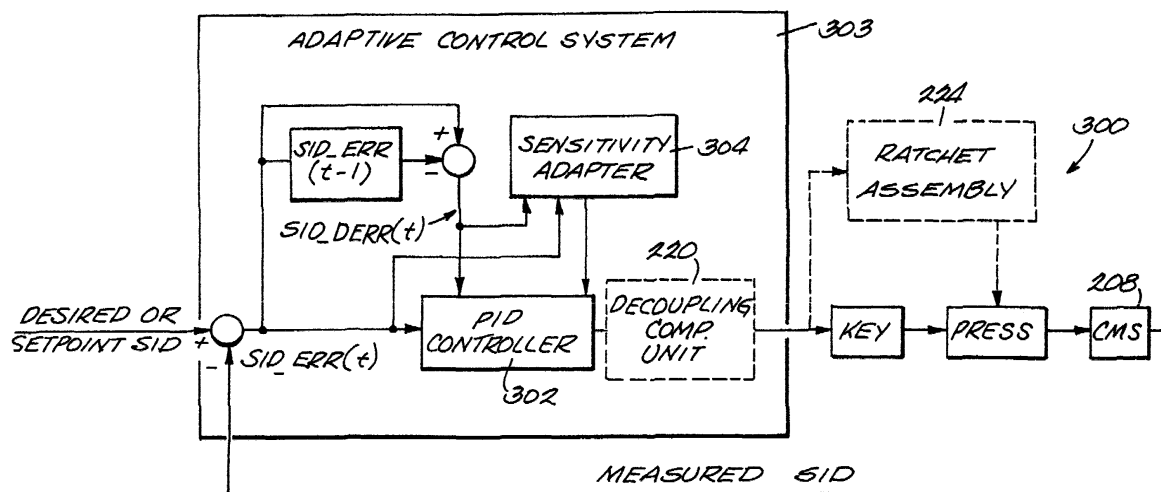 ADAPTIVE CONTROL SYSTEM
303
224
300
SID_ERR
(t-1)
+
-
SENSITIVITY
ADAPTER
304
RATCHET
ASSEMBLY
SID_DERR(t)
220
208
DESIRED OR
SETPOINT SID
+
-
SID_ERR(t)
PID
CONTROLLER
302
DECOUPLING
COMP.
UNIT
KEY
PRESS
CMS
MEASURED SID